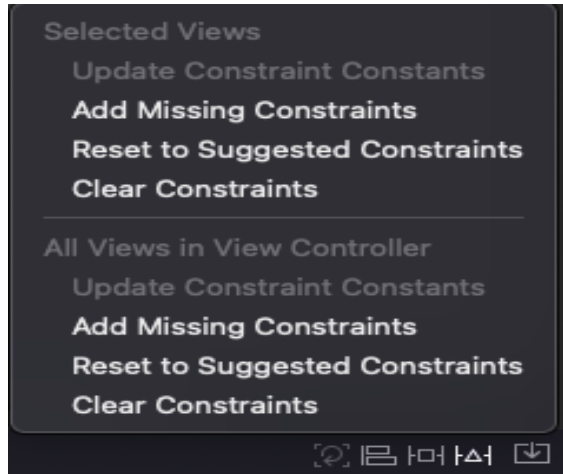 Selected Views
Update Constraint Constants
Add Missing Constraints
Reset to Suggested Constraints
Clear Constraints
All Views in View Controller
Update Constraint Constants
Add Missing Constraints
Reset to Suggested Constraints
Clear Constraints